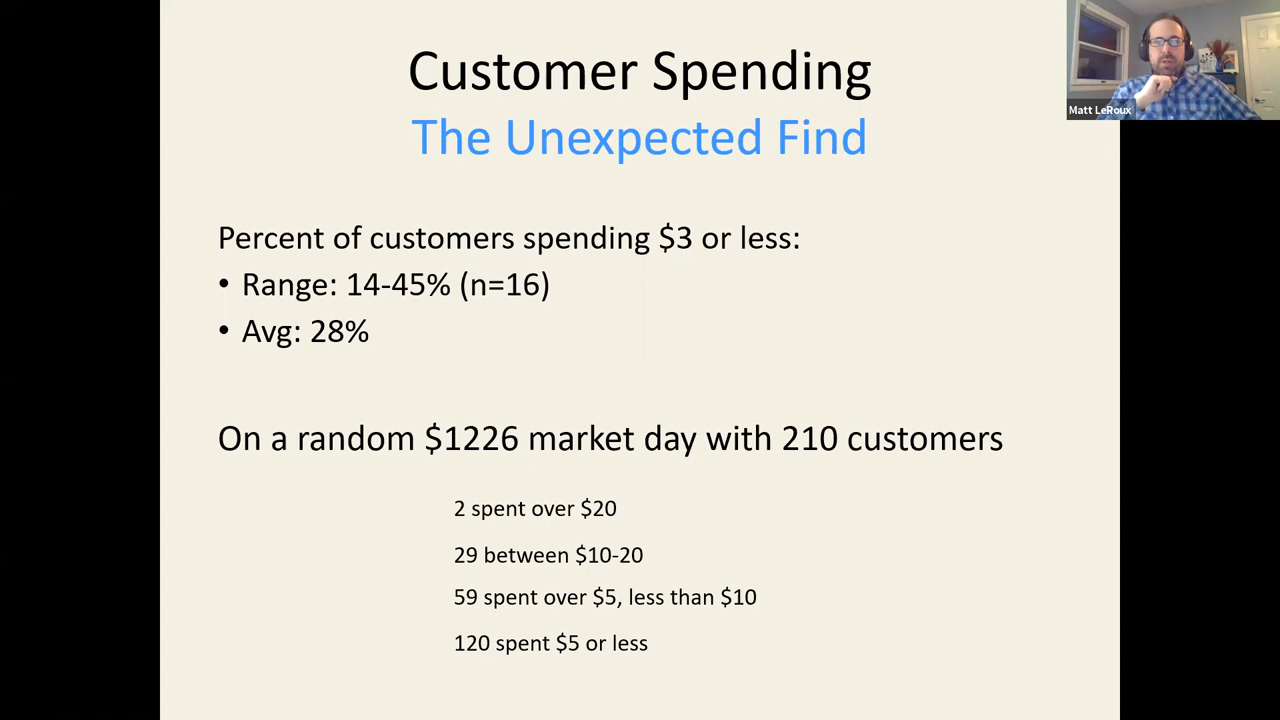 Customer Spending
The Unexpected Find
Matt LeRoux
Percent of customers spending $3 or less:
• Range: 14-45% (n=16)
• Avg: 28%
On a random $1226 market day with 210 customers
2 spent over $20
29 between $10-20
59 spent over $5, less than $10
120 spent $5 or less